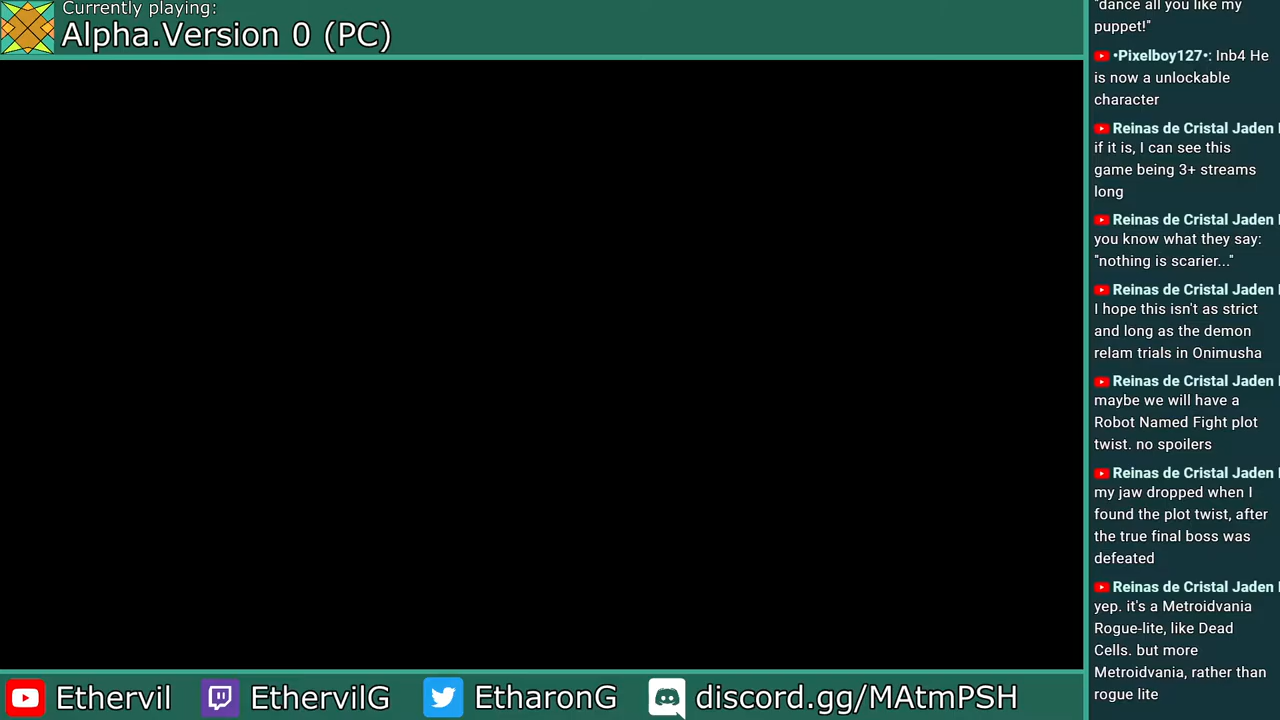 Currently playing:
Alpha.Version 0 (PC)
"dance all you like my
puppet!"
•Pixelboy127•: Inb4 He
is now a unlockable
character
Reinas de Cristal Jaden
if it is, I can see this
game being 3+ streams
long
Reinas de Cristal Jaden
you know what they say:
"nothing is scarier..."
Reinas de Cristal Jaden
I hope this isn't as strict
and long as the demon
relam trials in Onimusha
Reinas de Cristal Jaden
maybe we will have a
Robot Named Fight plot
twist. no spoilers
Reinas de Cristal Jaden
my jaw dropped when I
found the plot twist, after
the true final boss was
defeated
Reinas de Cristal Jaden
yep. it's a Metroidvania
Rogue-lite, like Dead
Cells. but more
Metroidvania, rather than
rogue lite
Ethervil
EthervilG
EtharonG
discord.gg/MAtmPSH